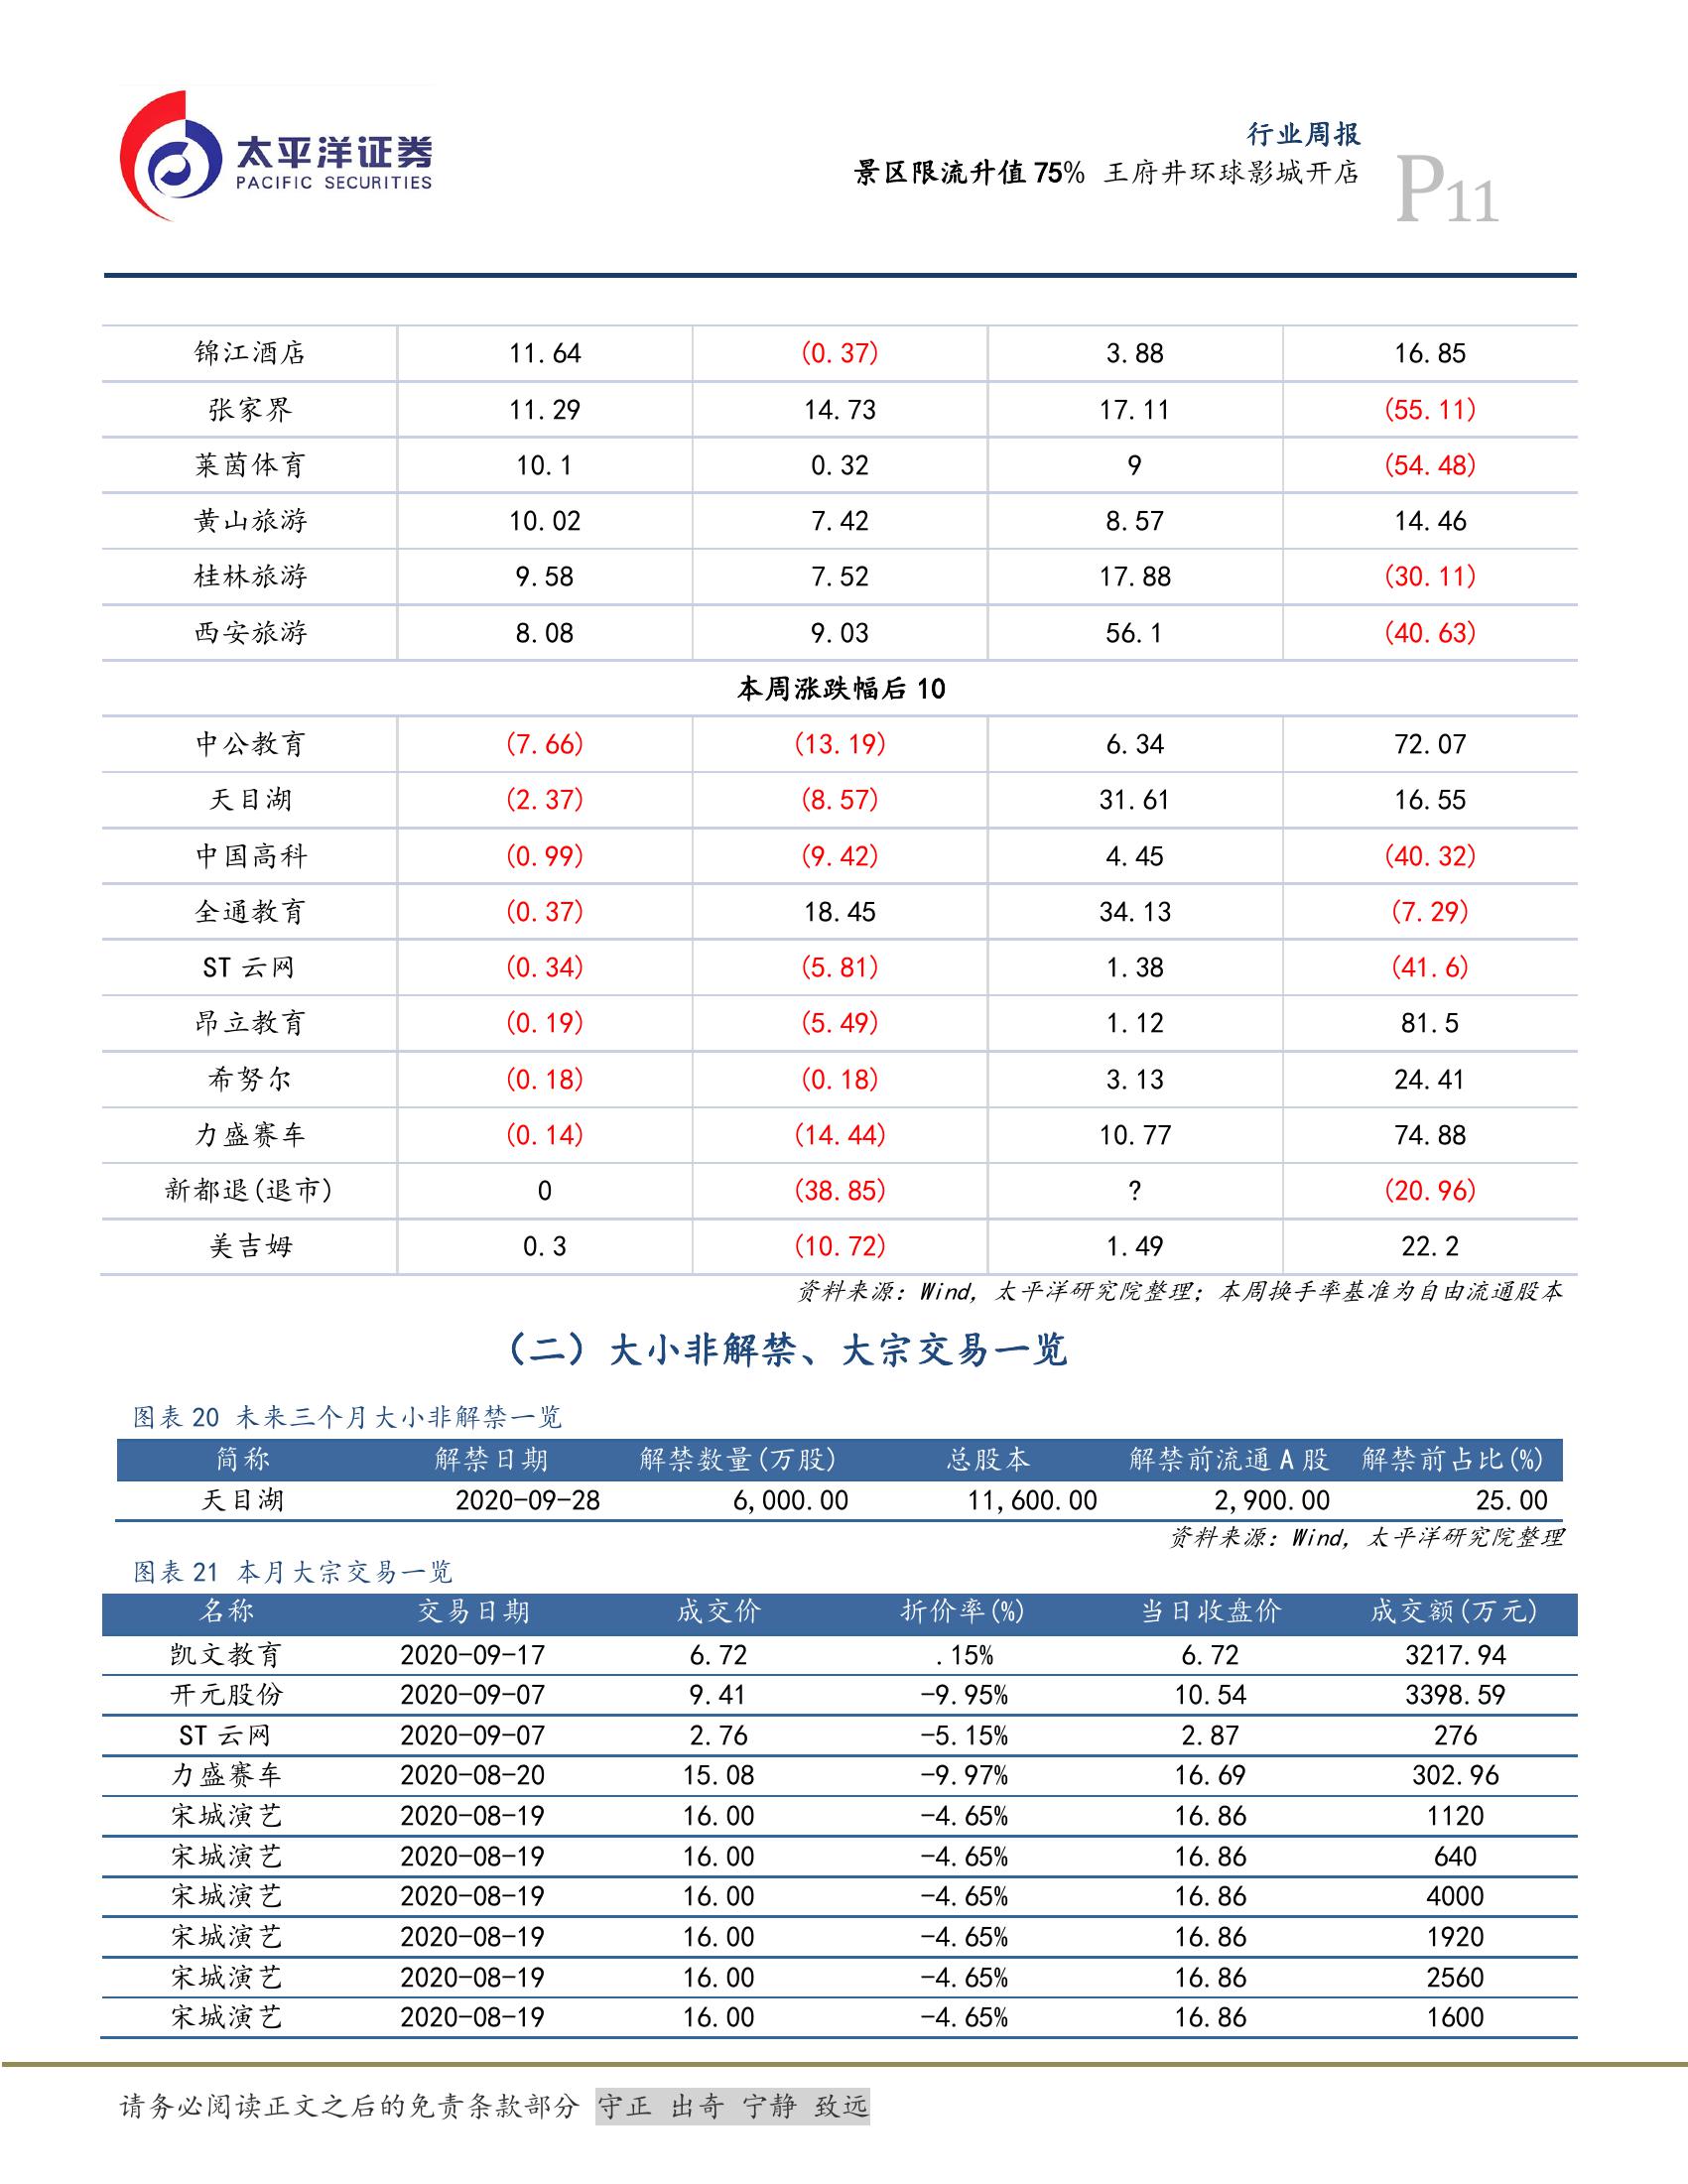 太平洋证券
PACIFIC SECURITIES
行业周报
景区限流升值 75% 王府井环球影城开店
P11
锦江酒店 11.64 (0.37) 3.88 16.85
张家界 11.29 14.73 17.11 (55.11)
莱茵体育 10.1 0.32 9 (54.48)
黄山旅游 10.02 7.42 8.57 14.46
桂林旅游 9.58 7.52 17.88 (30.11)
西安旅游 8.08 9.03 56.1 (40.63)
本周涨跌幅后 10
中公教育 (7.66) (13.19) 6.34 72.07
天目湖 (2.37) (8.57) 31.61 16.55
中国高科 (0.99) (9.42) 4.45 (40.32)
全通教育 (0.37) 18.45 34.13 (7.29)
ST 云网 (0.34) (5.81) 1.38 (41.6)
昂立教育 (0.19) (5.49) 1.12 81.5
希努尔 (0.18) (0.18) 3.13 24.41
力盛赛车 (0.14) (14.44) 10.77 74.88
新都退(退市) 0 (38.85) ? (20.96)
美吉姆 0.3 (10.72) 1.49 22.2
资料来源：Wind，太平洋研究院整理；本周换手率基准为自由流通股本
（二）大小非解禁、大宗交易一览
图表 20 未来三个月大小非解禁一览
简称 解禁日期 解禁数量(万股) 总股本 解禁前流通 A 股 解禁前占比(%)
天目湖 2020-09-28 6,000.00 11,600.00 2,900.00 25.00
资料来源：Wind，太平洋研究院整理
图表 21 本月大宗交易一览
名称 交易日期 成交价 折价率(%) 当日收盘价 成交额(万元)
凯文教育 2020-09-17 6.72 .15% 6.72 3217.94
开元股份 2020-09-07 9.41 -9.95% 10.54 3398.59
ST 云网 2020-09-07 2.76 -5.15% 2.87 276
力盛赛车 2020-08-20 15.08 -9.97% 16.69 302.96
宋城演艺 2020-08-19 16.00 -4.65% 16.86 1120
宋城演艺 2020-08-19 16.00 -4.65% 16.86 640
宋城演艺 2020-08-19 16.00 -4.65% 16.86 4000
宋城演艺 2020-08-19 16.00 -4.65% 16.86 1920
宋城演艺 2020-08-19 16.00 -4.65% 16.86 2560
宋城演艺 2020-08-19 16.00 -4.65% 16.86 1600
请务必阅读正文之后的免责条款部分 守正 出奇 宁静 致远